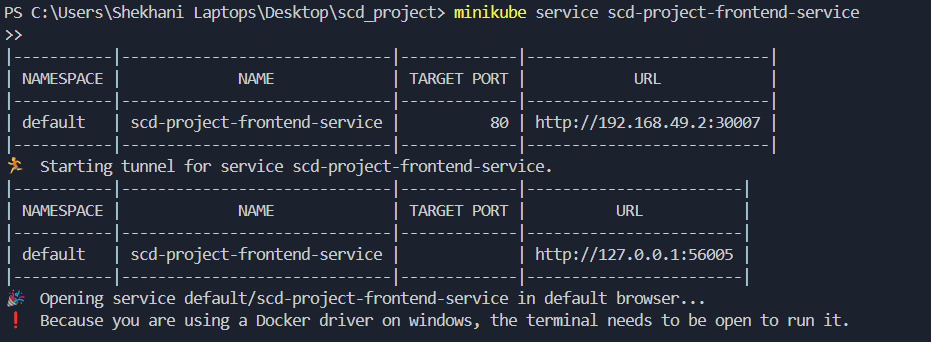 PS C:\Users\Shekhani Laptops\Desktop\scd_project> minikube service scd-project-frontend-service
>>
|-----------|------------------------------|-------------|---------------------------|
| NAMESPACE | NAME | TARGET PORT | URL |
|-----------|------------------------------|-------------|---------------------------|
| default | scd-project-frontend-service | 80 | http://192.168.49.2:30007 |
|-----------|------------------------------|-------------|---------------------------|
🏃 Starting tunnel for service scd-project-frontend-service.
|-----------|------------------------------|-------------|------------------------|
| NAMESPACE | NAME | TARGET PORT | URL |
|-----------|------------------------------|-------------|------------------------|
| default | scd-project-frontend-service | | http://127.0.0.1:56005 |
|-----------|------------------------------|-------------|------------------------|
🎉 Opening service default/scd-project-frontend-service in default browser...
❗ Because you are using a Docker driver on windows, the terminal needs to be open to run it.